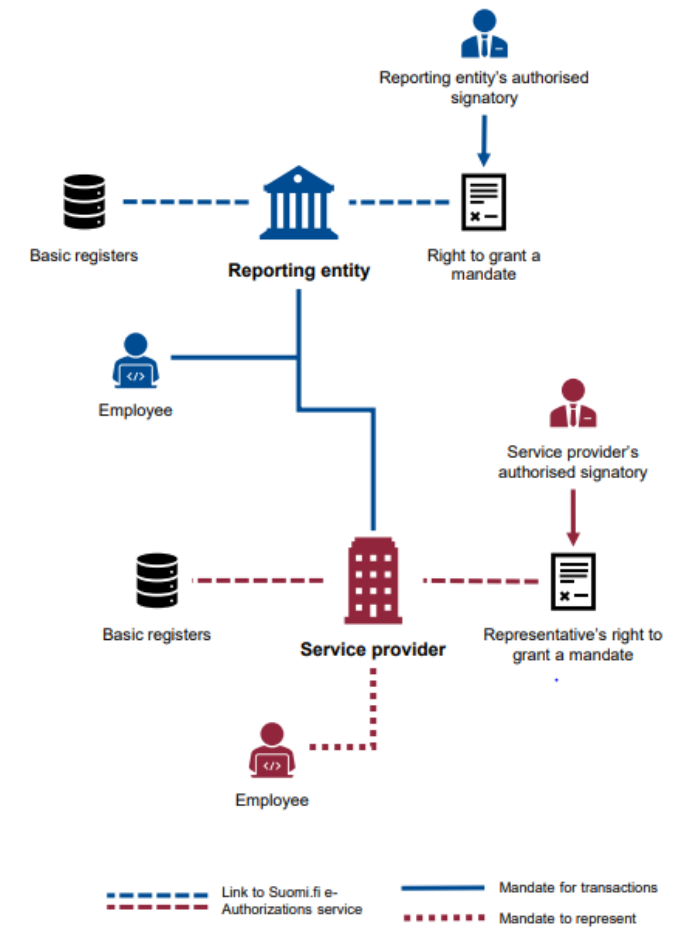 Reporting entity's authorised
signatory
Basic registers
Reporting entity
Right to grant a
mandate
Employee
Service provider's
authorised signatory
Basic registers
Service provider
Representative's right to
grant a mandate
Employee
Link to Suomi.fi e-
Authorizations service
Mandate for transactions
Mandate to represent